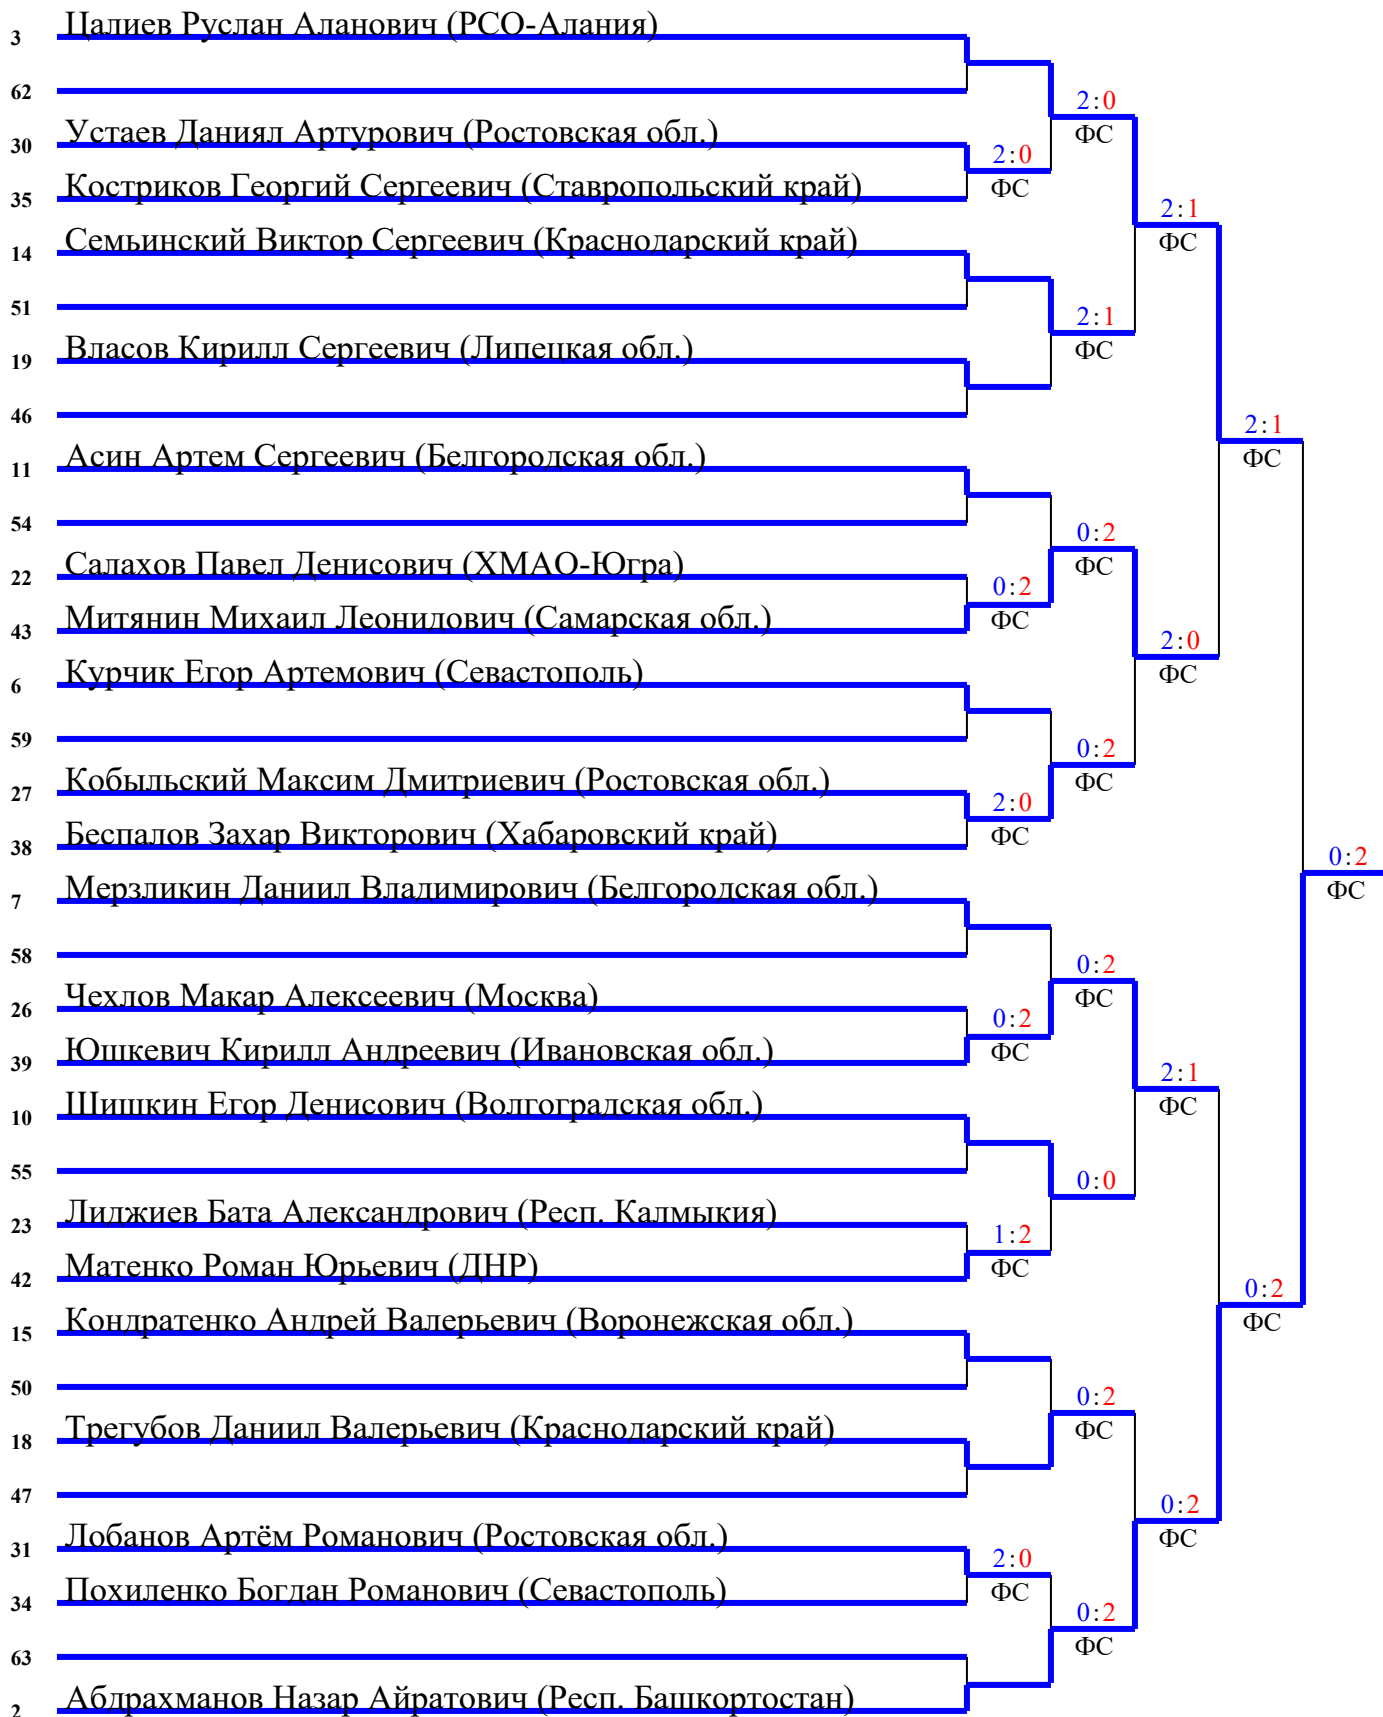 3 Цалиев Руслан Аланович (РСО-Алания)
62
2:0
ФС
30 Устаев Даниял Артурович (Ростовская обл.)
2:0
ФС
35 Костриков Георгий Сергеевич (Ставропольский край)
2:1
ФС
14 Семьинский Виктор Сергеевич (Краснодарский край)
51
2:1
ФС
19 Власов Кирилл Сергеевич (Липецкая обл.)
46
2:1
ФС
11 Асин Артем Сергеевич (Белгородская обл.)
54
0:2
ФС
22 Салахов Павел Денисович (ХМАО-Югра)
0:2
ФС
43 Митянин Михаил Леонидович (Самарская обл.)
2:0
ФС
6 Курчик Егор Артемович (Севастополь)
59
0:2
ФС
27 Кобыльский Максим Дмитриевич (Ростовская обл.)
2:0
ФС
38 Беспалов Захар Викторович (Хабаровский край)
0:2
ФС
7 Мерзликин Даниил Владимирович (Белгородская обл.)
58
0:2
ФС
26 Чехлов Макар Алексеевич (Москва)
0:2
ФС
39 Юшкевич Кирилл Андреевич (Ивановская обл.)
2:1
ФС
10 Шишкин Егор Денисович (Волгоградская обл.)
55
0:0
23 Лиджиев Бата Александрович (Респ. Калмыкия)
1:2
ФС
42 Матенко Роман Юрьевич (ДНР)
0:2
ФС
15 Кондратенко Андрей Валерьевич (Воронежская обл.)
50
0:2
ФС
18 Трегубов Даниил Валерьевич (Краснодарский край)
47
0:2
ФС
31 Лобанов Артём Романович (Ростовская обл.)
2:0
ФС
34 Похиленко Богдан Романович (Севастополь)
0:2
ФС
63
2 Абдрахманов Назар Айратович (Респ. Башкортостан)